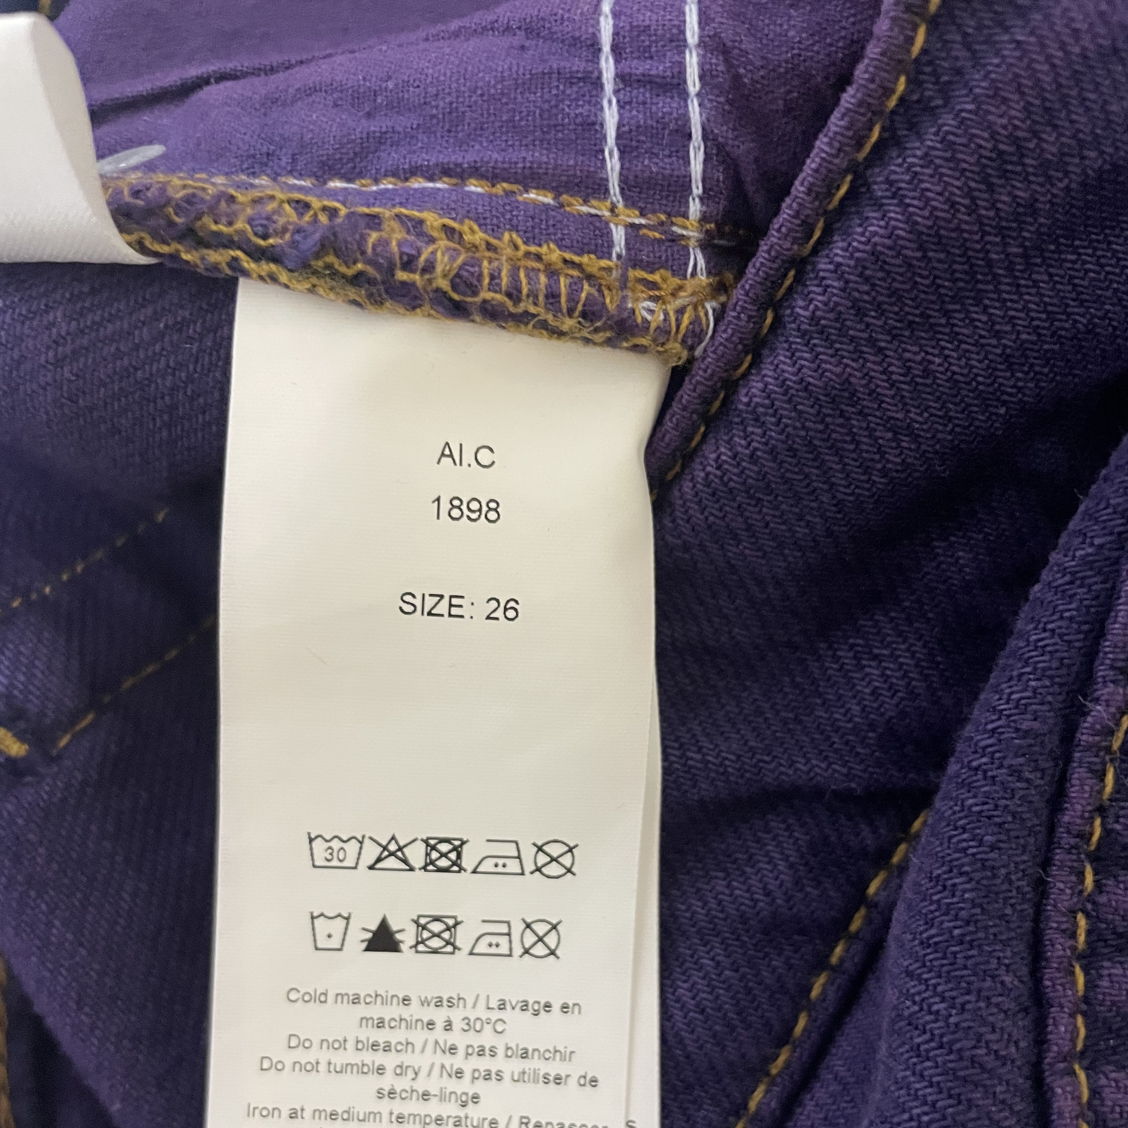 AI.C
1898
SIZE: 26
30
Cold machine wash / Lavage en
machine à 30°C
Do not bleach / Ne pas blanchir
Do not tumble dry / Ne pas utiliser de
sèche-linge
Iron at medium temperature /